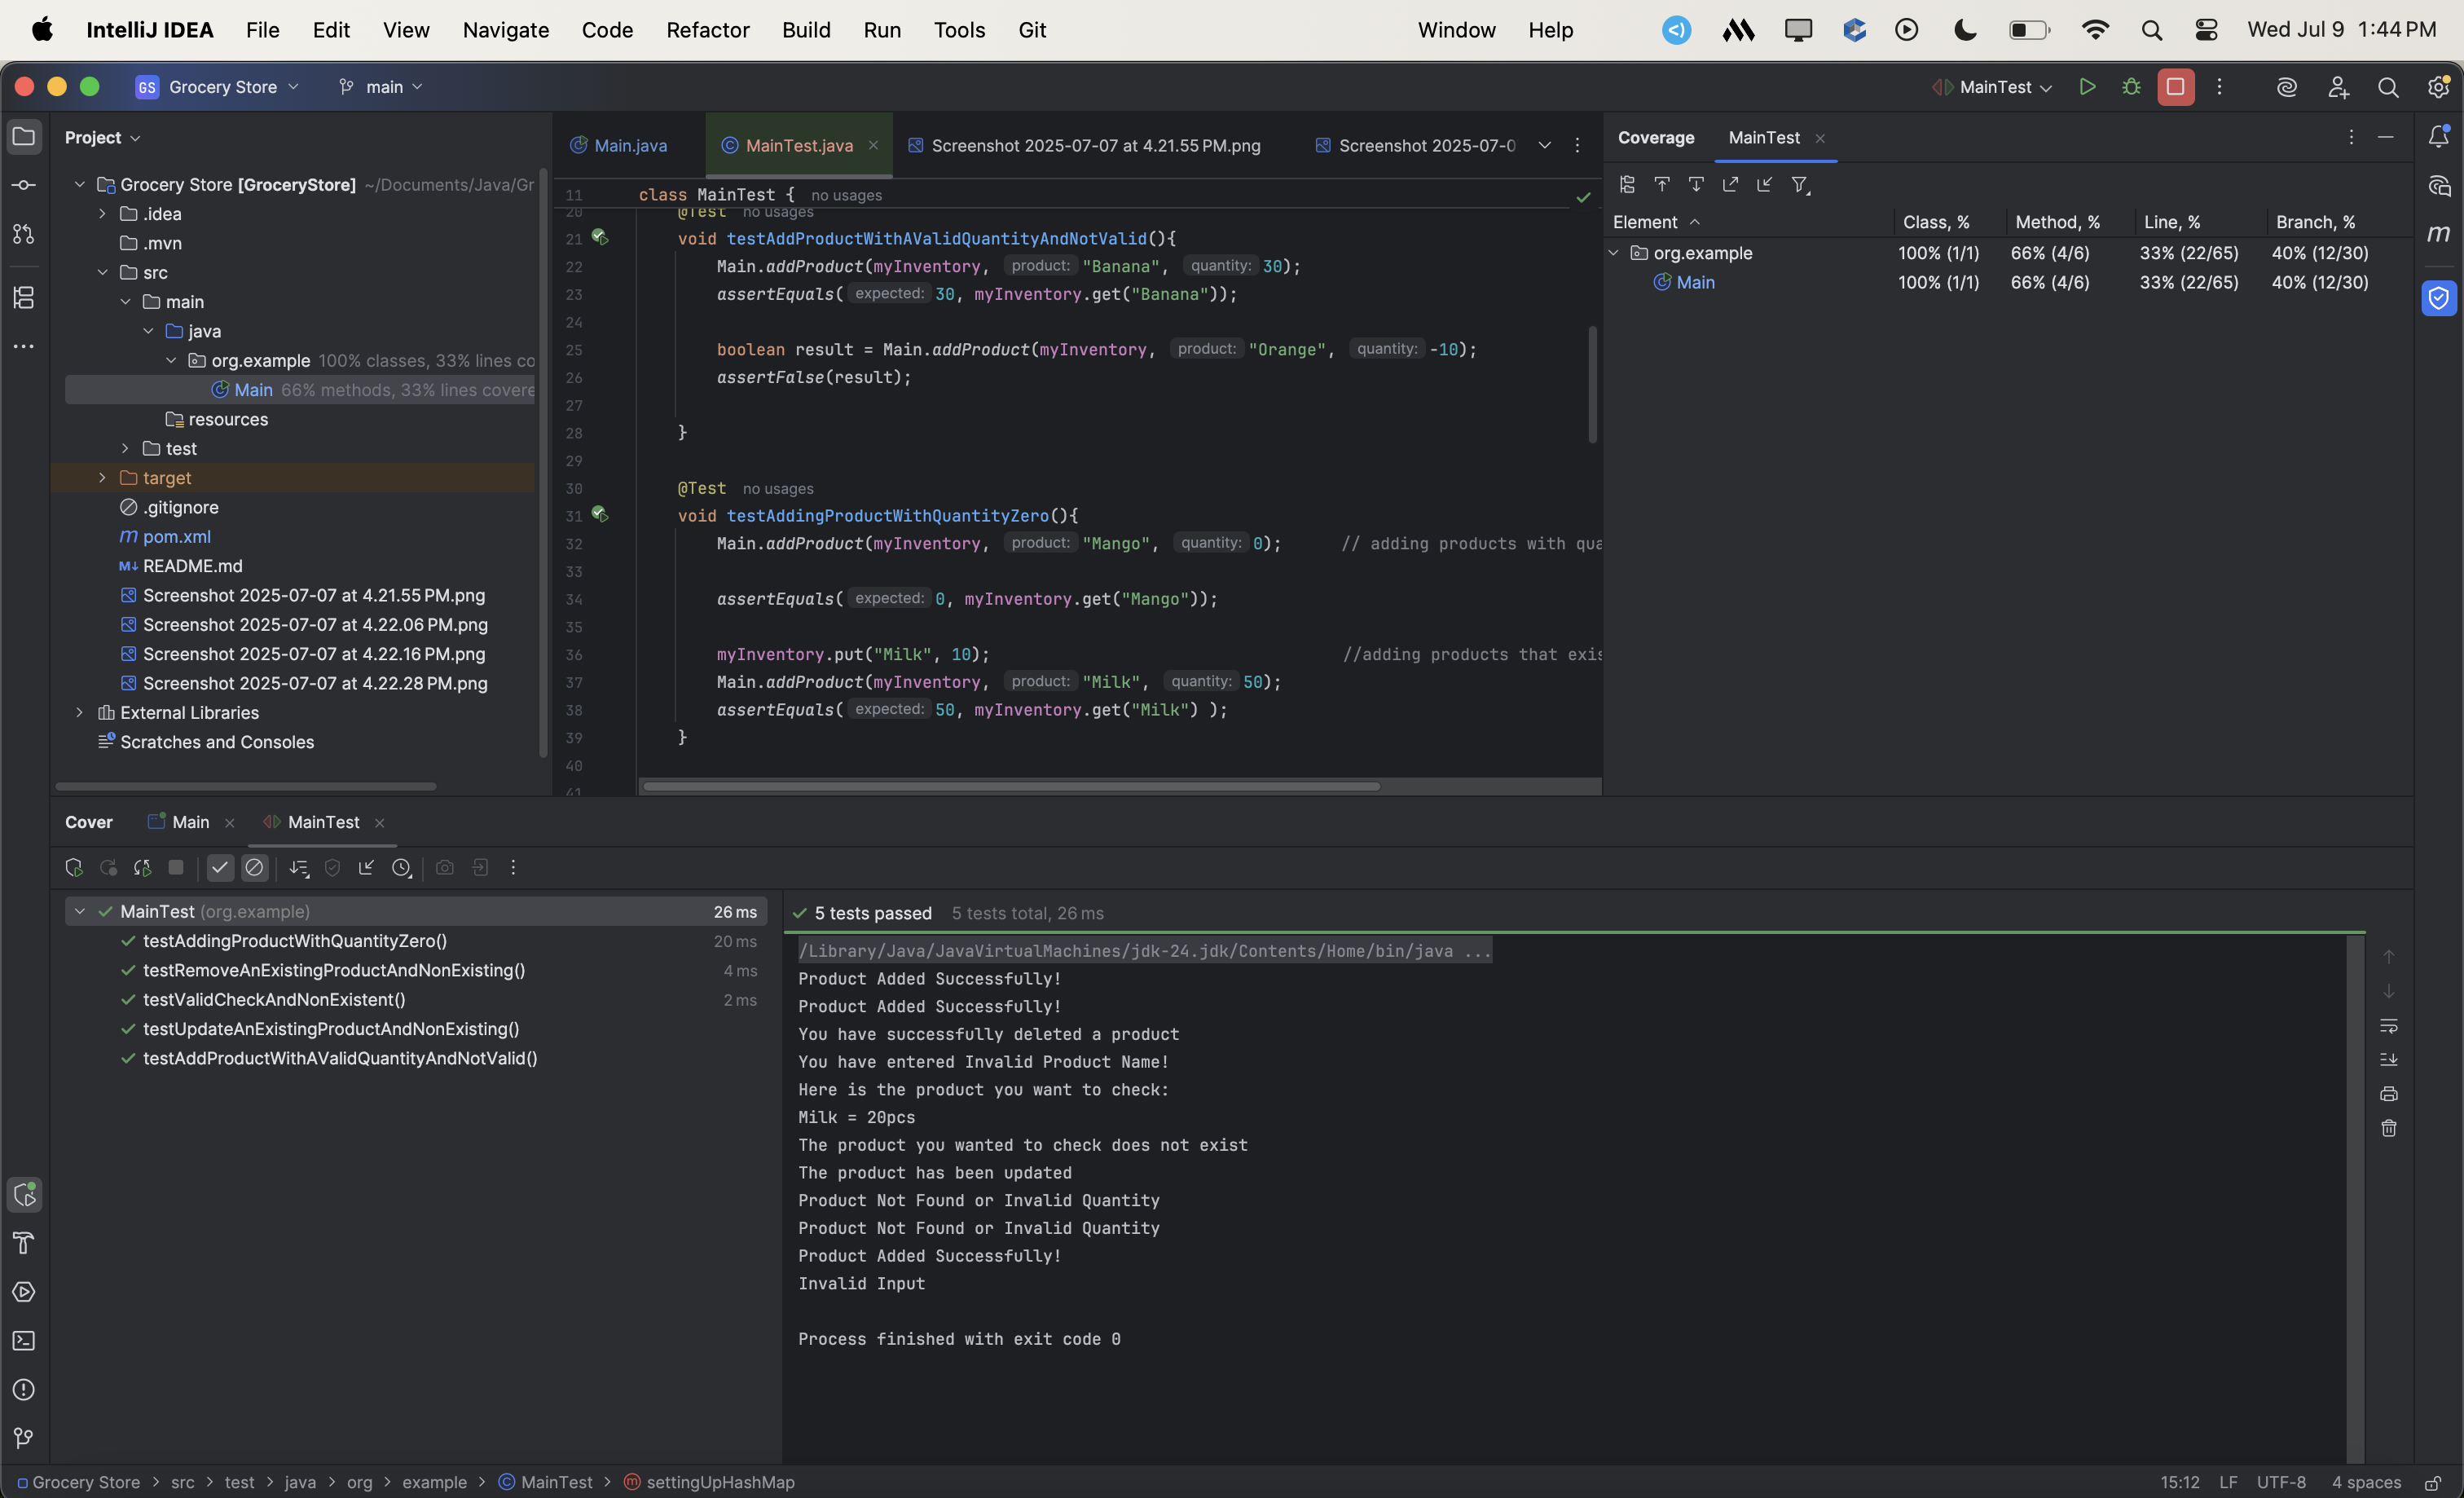 IntelliJ IDEA File Edit View Navigate Code Refactor Build Run Tools Git Window Help Wed Jul 9 1:44 PM
GS Grocery Store main MainTest
Project
Grocery Store [GroceryStore] ~/Documents/Java/Gr
.idea
.mvn
src
main
java
org.example 100% classes, 33% lines co
Main 66% methods, 33% lines covere
resources
test
target
.gitignore
pom.xml
README.md
Screenshot 2025-07-07 at 4.21.55 PM.png
Screenshot 2025-07-07 at 4.22.06 PM.png
Screenshot 2025-07-07 at 4.22.16 PM.png
Screenshot 2025-07-07 at 4.22.28 PM.png
External Libraries
Scratches and Consoles
Main.java MainTest.java Screenshot 2025-07-07 at 4.21.55 PM.png Screenshot 2025-07-0
11 class MainTest { no usages
20 @Test no usages
21 void testAddProductWithAValidQuantityAndNotValid(){
22 Main.addProduct(myInventory, product: "Banana", quantity: 30);
23 assertEquals( expected: 30, myInventory.get("Banana"));
24
25 boolean result = Main.addProduct(myInventory, product: "Orange", quantity: -10);
26 assertFalse(result);
27
28 }
29
30 @Test no usages
31 void testAddingProductWithQuantityZero(){
32 Main.addProduct(myInventory, product: "Mango", quantity: 0); // adding products with qua
33
34 assertEquals( expected: 0, myInventory.get("Mango"));
35
36 myInventory.put("Milk", 10); //adding products that exis
37 Main.addProduct(myInventory, product: "Milk", quantity: 50);
38 assertEquals( expected: 50, myInventory.get("Milk") );
39 }
40
41
Coverage MainTest
Element Class, % Method, % Line, % Branch, %
org.example 100% (1/1) 66% (4/6) 33% (22/65) 40% (12/30)
Main 100% (1/1) 66% (4/6) 33% (22/65) 40% (12/30)
Cover Main MainTest
MainTest (org.example) 26 ms
testAddingProductWithQuantityZero() 20 ms
testRemoveAnExistingProductAndNonExisting() 4 ms
testValidCheckAndNonExistent() 2 ms
testUpdateAnExistingProductAndNonExisting()
testAddProductWithAValidQuantityAndNotValid()
5 tests passed 5 tests total, 26 ms
/Library/Java/JavaVirtualMachines/jdk-24.jdk/Contents/Home/bin/java ...
Product Added Successfully!
Product Added Successfully!
You have successfully deleted a product
You have entered Invalid Product Name!
Here is the product you want to check:
Milk = 20pcs
The product you wanted to check does not exist
The product has been updated
Product Not Found or Invalid Quantity
Product Not Found or Invalid Quantity
Product Added Successfully!
Invalid Input
Process finished with exit code 0
Grocery Store > src > test > java > org > example > MainTest > settingUpHashMap 15:12 LF UTF-8 4 spaces